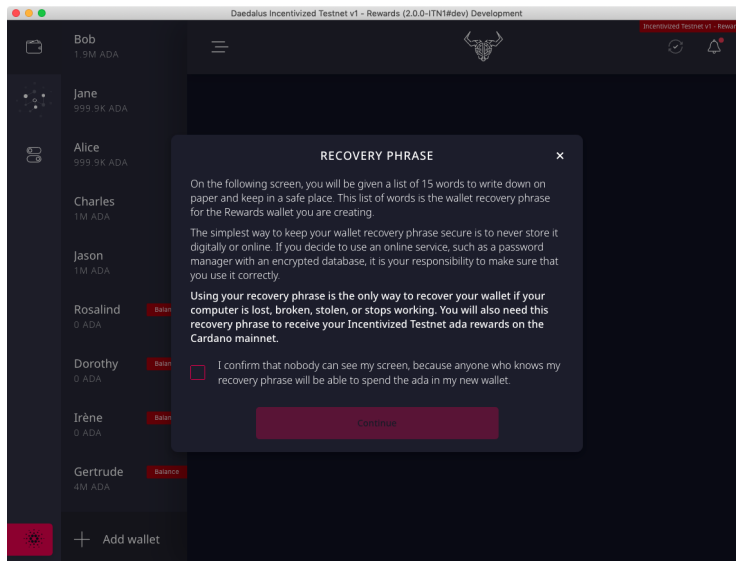 Daedalus Incentivized Testnet v1 - Rewards (2.0.0-ITN1#dev) Development
Incentivized Testnet v1 - Rewar
Bob
1.9M ADA
Jane
999.9K ADA
Alice
999.9K ADA
Charles
1M ADA
Jason
1M ADA
Rosalind
Balan
0 ADA
Dorothy
Balan
0 ADA
Irène
Balan
0 ADA
Gertrude
Balance
4M ADA
Add wallet
RECOVERY PHRASE
On the following screen, you will be given a list of 15 words to write down on
paper and keep in a safe place. This list of words is the wallet recovery phrase
for the Rewards wallet you are creating.
The simplest way to keep your wallet recovery phrase secure is to never store it
digitally or online. If you decide to use an online service, such as a password
manager with an encrypted database, it is your responsibility to make sure that
you use it correctly.
Using your recovery phrase is the only way to recover your wallet if your
computer is lost, broken, stolen, or stops working. You will also need this
recovery phrase to receive your Incentivized Testnet ada rewards on the
Cardano mainnet.
I confirm that nobody can see my screen, because anyone who knows my
recovery phrase will be able to spend the ada in my new wallet.
Continue